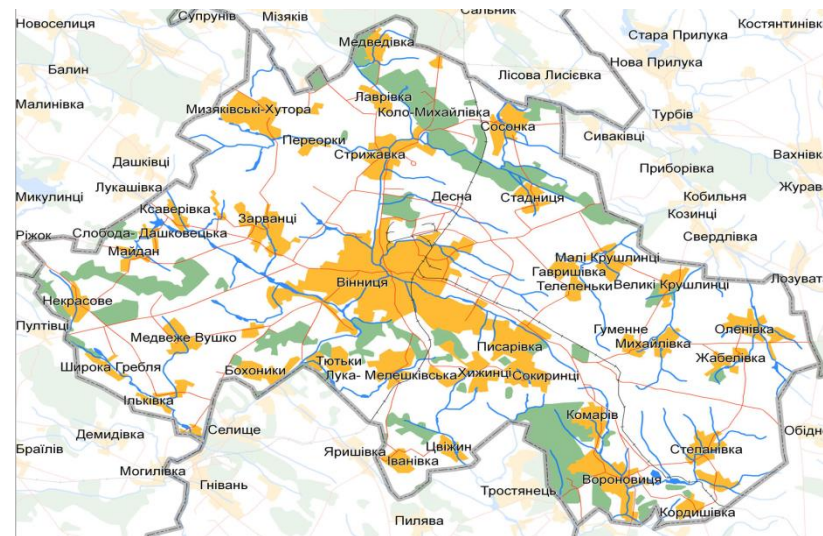 Супрунів
Мізяків
Сальник
Новоселиця
Костянтинівк
Стара Прилука
Медведівка
Нова Прилука
Балин
Лісова Лисієвка
Лаврівка
Малинівка
Коло-Михайлівка
Мизяківські-Хутора
Турбів
Сосонка
Переорки
Сиваківці
Стрижавка
Вахнівка
Дашківці
Приборівка
Лукашівка
Десна
Стадниця
Кобильня
Журав
Микулинці
Ксаверівка
Козинці
Зарванці
Слобода- Дашковецька
Свердлівка
Ріжок
Майдан
Малі Крушлинці
Гавришівка
Вінниця
Телепеньки
Великі Крушлинці
Лозуват
Некрасове
Пултівці
Гуменне
Оленівка
Медвеже Вушко
Писарівка
Михайлівка
Жабелівка
Тютьки
Широка Гребля
Бохоники
Лука- Мелешківська
Хижинці
Сокиринці
Ільківка
Комарів
Селище
Демидівка
Цвіжин
Обідн
Браїлів
Яришівка
Степанівка
Іванівка
Могилівка
Вороновиця
Гнівань
Тростянець
Кордишівка
Пилява